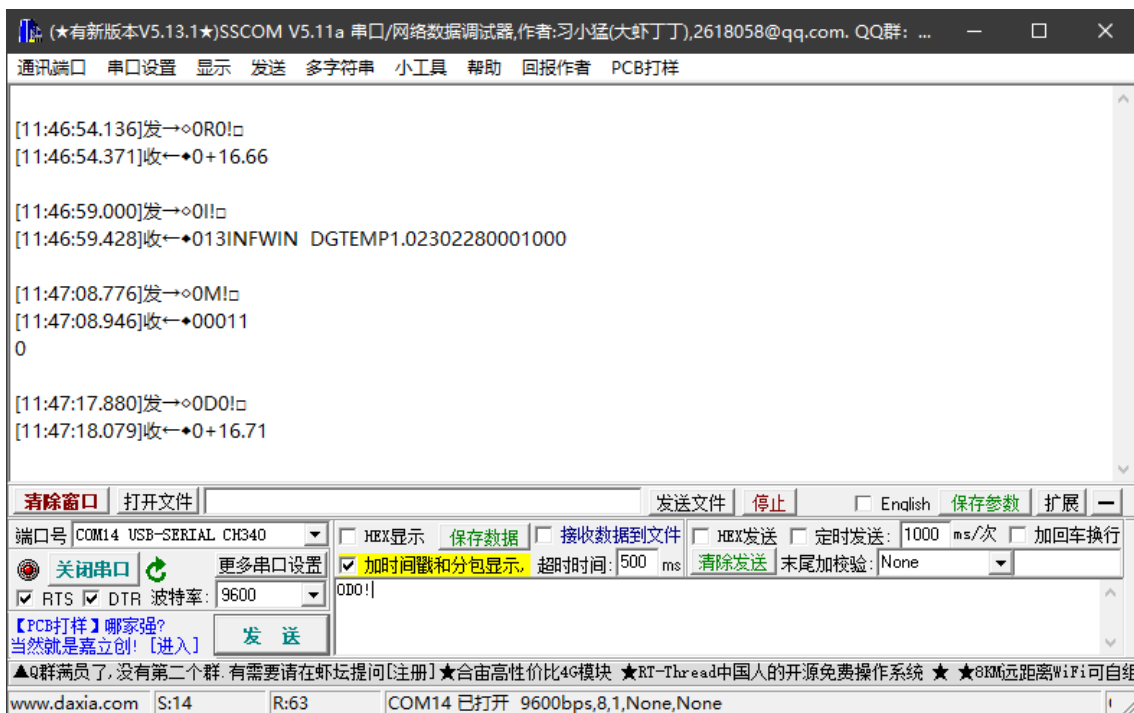 (★有新版本V5.13.1★)SSCOM V5.11a 串口/网络数据调试器,作者:习小猛(大虾丁丁),2618058@qq.com. QQ群: ...
通讯端口 串口设置 显示 发送 多字符串 小工具 帮助 回报作者 PCB打样
[11:46:54.136]发→◇0R0!□
[11:46:54.371]收←◆0+16.66
[11:46:59.000]发→◇0I!□
[11:46:59.428]收←◆013INFWIN  DGTEMP1.02302280001000
[11:47:08.776]发→◇0M!□
[11:47:08.946]收←◆00011
0
[11:47:17.880]发→◇0D0!□
[11:47:18.079]收←◆0+16.71
清除窗口 打开文件 发送文件 停止 English 保存参数 扩展 —
端口号 COM14 USB-SERIAL CH340 HEX显示 保存数据 接收数据到文件 HEX发送 定时发送: 1000 ms/次 加回车换行
关闭串口 更多串口设置 加时间戳和分包显示, 超时时间: 500 ms 清除发送 末尾加校验: None
RTS DTR 波特率: 9600 0D0!
【PCB打样】哪家强?
当然就是嘉立创! [进入] 发 送
▲Q群满员了,没有第二个群.有需要请在虾坛提问[注册]★合宙高性价比4G模块 ★RT-Thread中国人的开源免费操作系统 ★ ★8KM远距离WiFi可自组
www.daxia.com S:14 R:63 COM14 已打开 9600bps,8,1,None,None